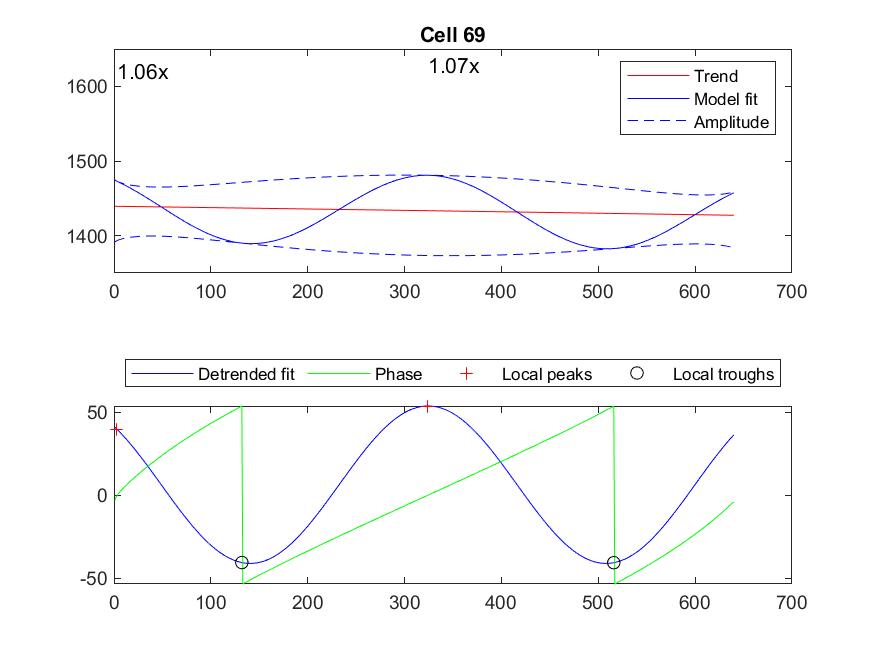 Cell 69
1.06x
1.07x
Trend
Model fit
Amplitude
1600
1500
1400
0 100 200 300 400 500 600 700
Detrended fit Phase Local peaks Local troughs
50
0
-50
0 100 200 300 400 500 600 700